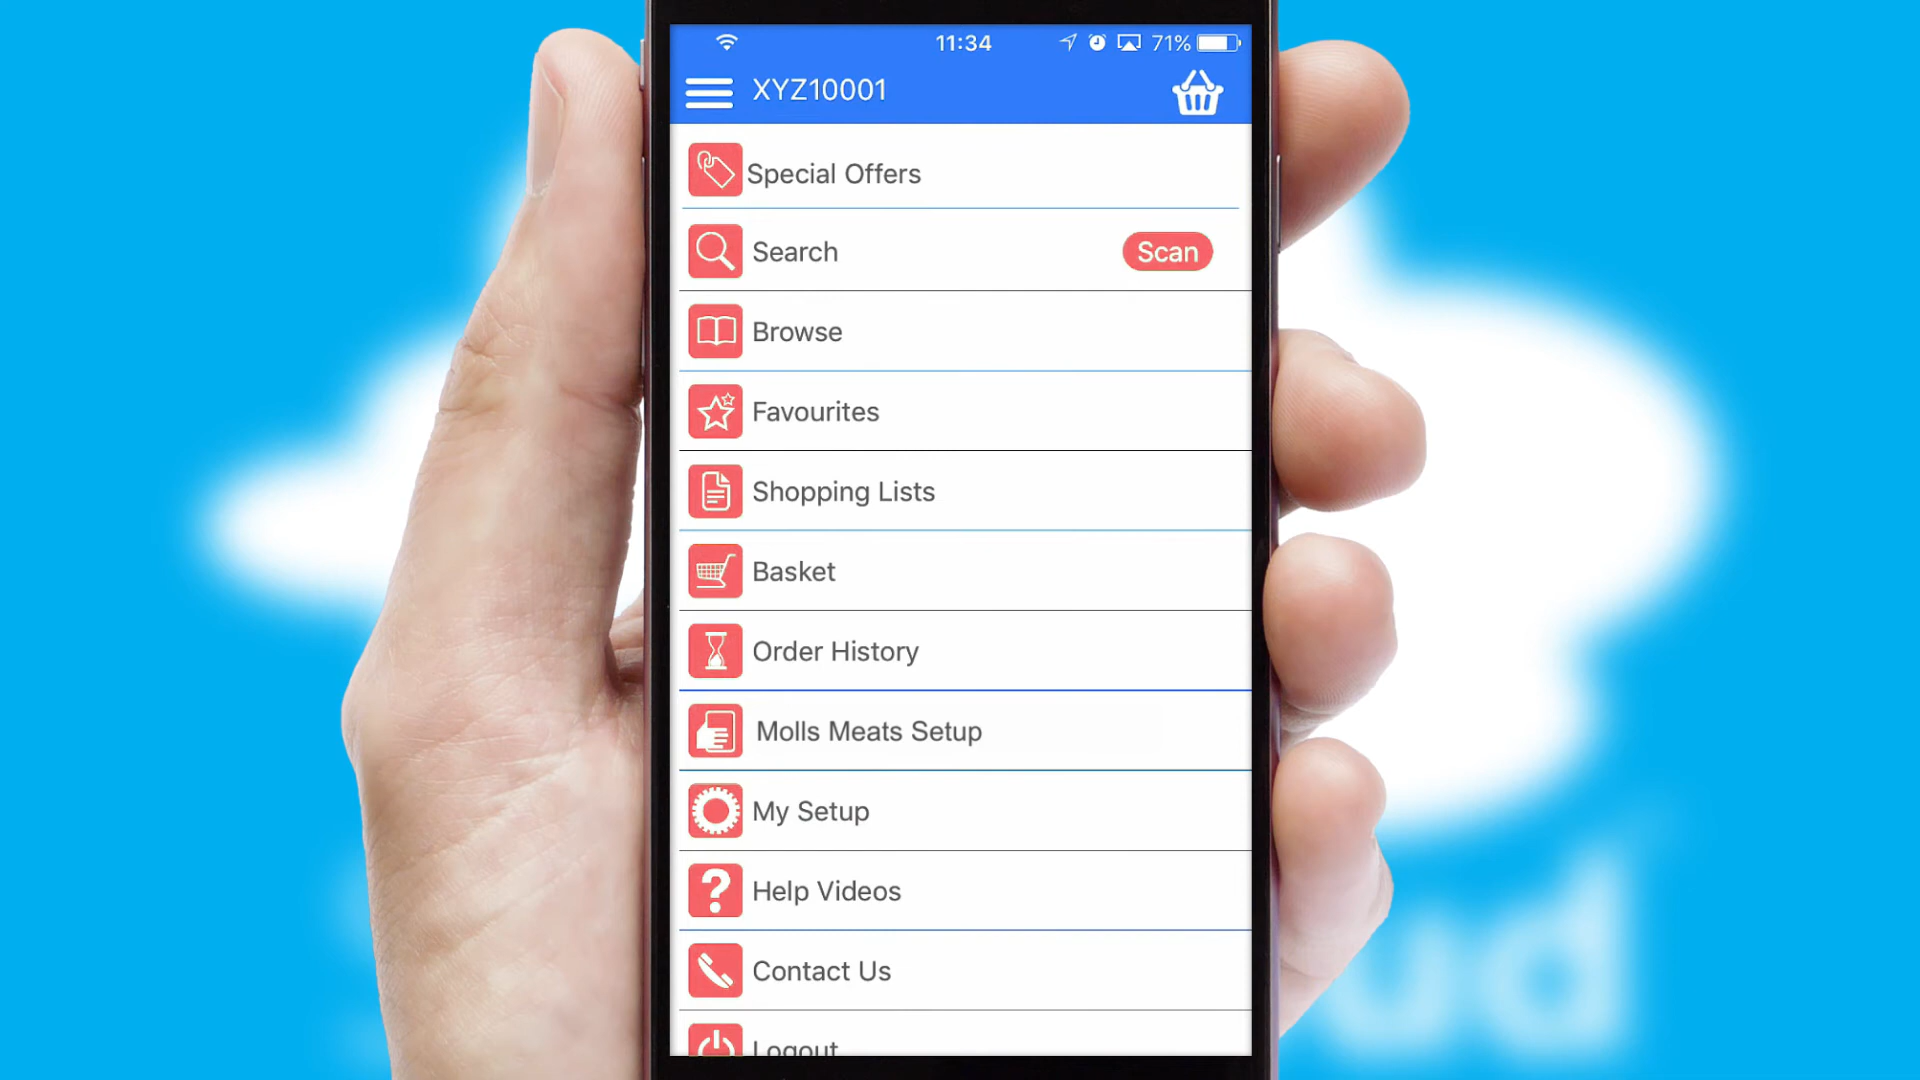 11:34
71%
XYZ10001
Special Offers
Search
Scan
Browse
Favourites
Shopping Lists
Basket
Order History
Molls Meats Setup
My Setup
Help Videos
Contact Us
Logout
ud